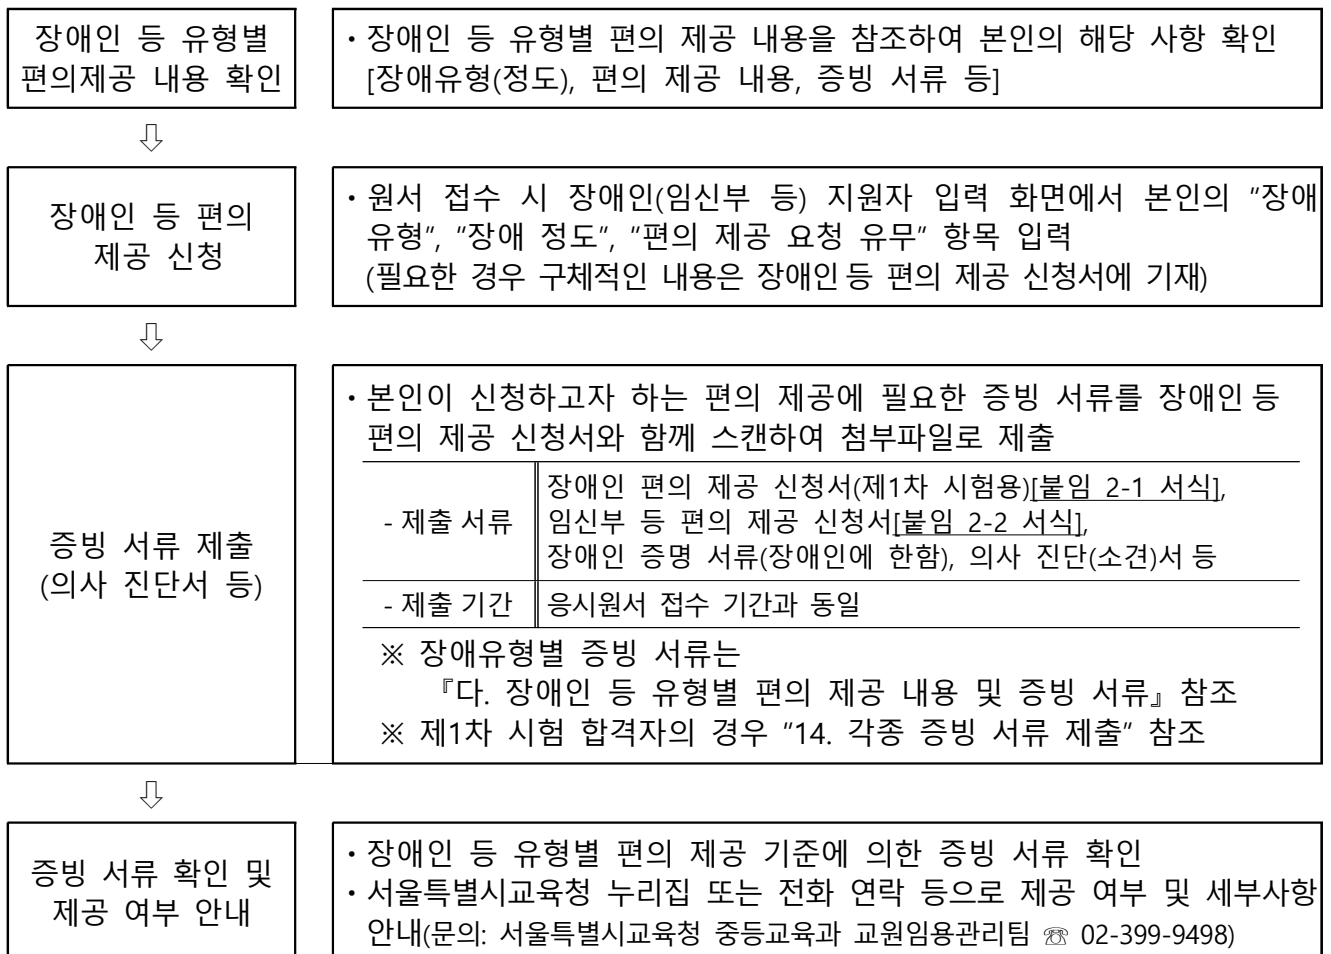 장애인 등 유형별
편의제공 내용 확인
· 장애인 등 유형별 편의 제공 내용을 참조하여 본인의 해당 사항 확인
[장애유형(정도), 편의 제공 내용, 증빙 서류 등]
⇩
장애인 등 편의
제공 신청
· 원서 접수 시 장애인(임신부 등) 지원자 입력 화면에서 본인의 "장애
유형", "장애 정도", "편의 제공 요청 유무" 항목 입력
(필요한 경우 구체적인 내용은 장애인 등 편의 제공 신청서에 기재)
⇩
증빙 서류 제출
(의사 진단서 등)
· 본인이 신청하고자 하는 편의 제공에 필요한 증빙 서류를 장애인 등
편의 제공 신청서와 함께 스캔하여 첨부파일로 제출
- 제출 서류
장애인 편의 제공 신청서(제1차 시험용)[붙임 2-1 서식],
임신부 등 편의 제공 신청서[붙임 2-2 서식],
장애인 증명 서류(장애인에 한함), 의사 진단(소견)서 등
- 제출 기간
응시원서 접수 기간과 동일
※ 장애유형별 증빙 서류는
『다. 장애인 등 유형별 편의 제공 내용 및 증빙 서류』참조
※ 제1차 시험 합격자의 경우 "14. 각종 증빙 서류 제출" 참조
⇩
증빙 서류 확인 및
제공 여부 안내
· 장애인 등 유형별 편의 제공 기준에 의한 증빙 서류 확인
· 서울특별시교육청 누리집 또는 전화 연락 등으로 제공 여부 및 세부사항
안내(문의: 서울특별시교육청 중등교육과 교원임용관리팀 ☏ 02-399-9498)